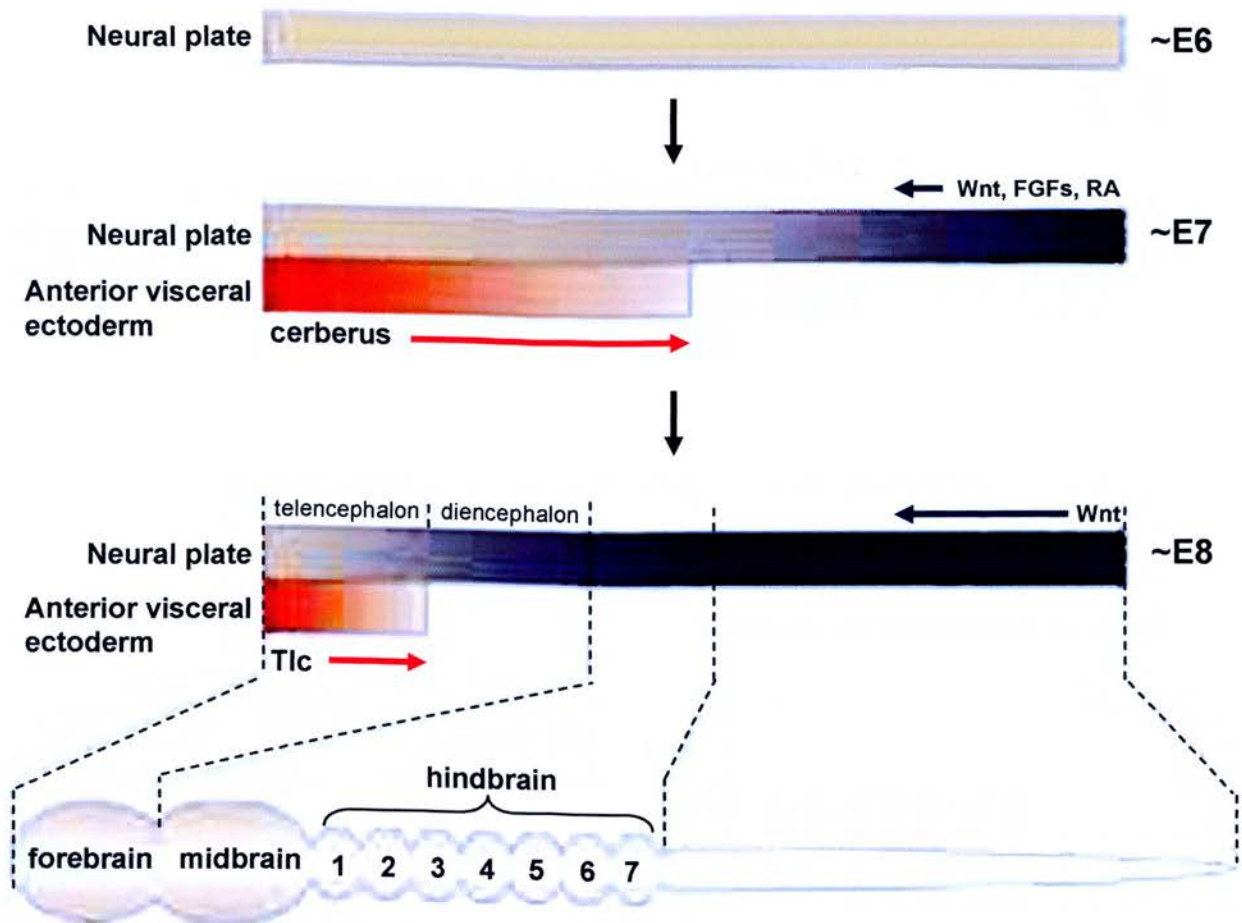 Neural plate
~E6
Wnt, FGFs, RA
Neural plate
~E7
Anterior visceral
ectoderm
cerberus
telencephalon
diencephalon
Wnt
Neural plate
~E8
Anterior visceral
ectoderm
Tlc
hindbrain
forebrain
midbrain
1 2 3 4 5 6 7